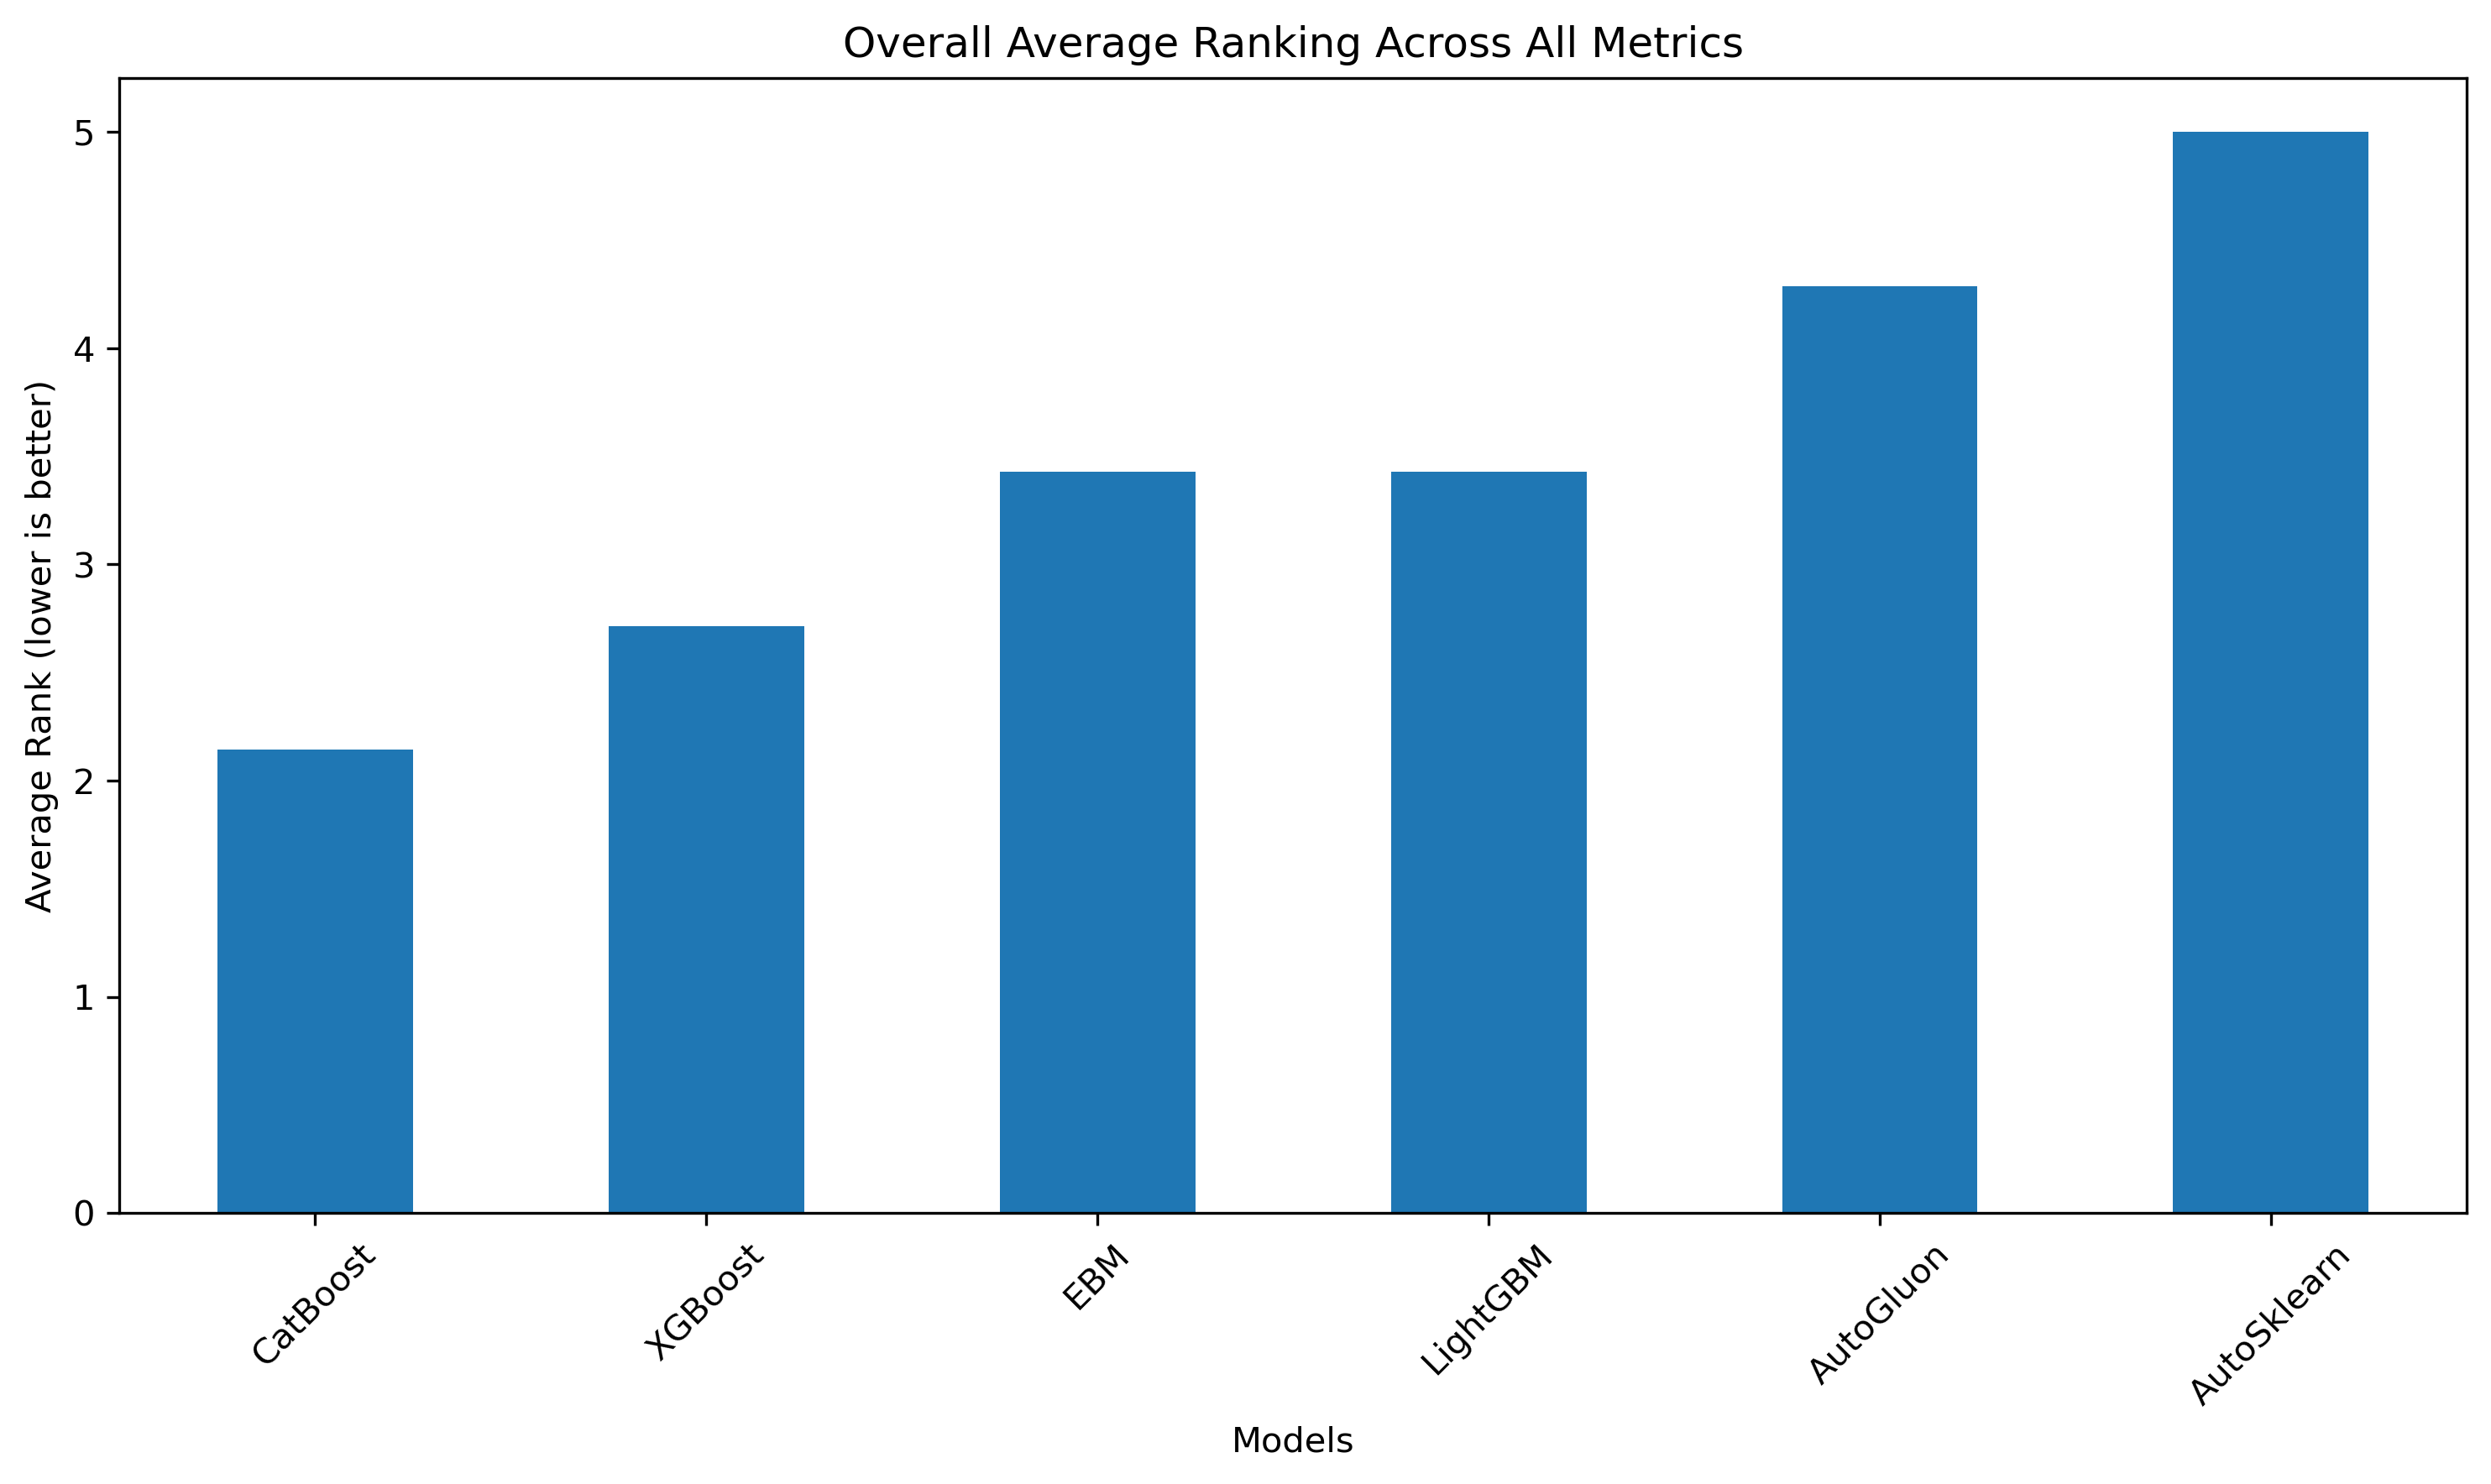 Overall Average Ranking Across All Metrics
Average Rank (lower is better)
5
4
3
2
1
0
CatBoost
XGBoost
EBM
LightGBM
AutoGluon
AutoSklearn
Models